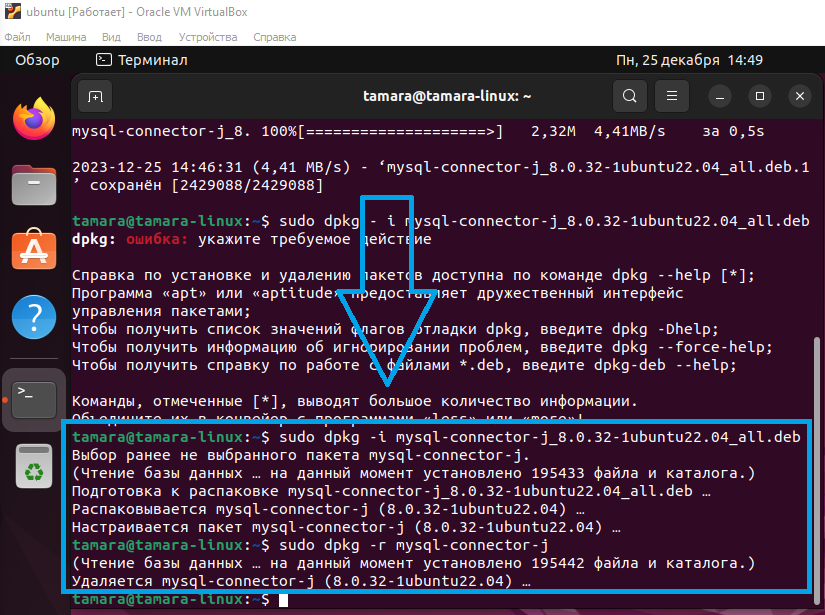 ubuntu [Работает] - Oracle VM VirtualBox
Файл Машина Вид Ввод Устройства Справка
Обзор Терминал Пн, 25 декабря 14:49
tamara@tamara-linux: ~
mysql-connector-j_8. 100%[===================>] 2,32M 4,41MB/s за 0,5s
2023-12-25 14:46:31 (4,41 MB/s) - ‘mysql-connector-j_8.0.32-1ubuntu22.04_all.deb.1
’ сохранён [2429088/2429088]
tamara@tamara-linux:~$ sudo dpkg - i mysql-connector-j_8.0.32-1ubuntu22.04_all.deb
dpkg: ошибка: укажите требуемое действие
Справка по установке и удалению пакетов доступна по команде dpkg --help [*];
Программа «apt» или «aptitude» предоставляет дружественный интерфейс
управления пакетами;
Чтобы получить список значений флагов отладки dpkg, введите dpkg -Dhelp;
Чтобы получить информацию об игнорировании проблем, введите dpkg --force-help;
Чтобы получить справку по работе с файлами *.deb, введите dpkg-deb --help;
Команды, отмеченные [*], выводят большое количество информации.
Объедините их в конвейер с программами «less» или «more»!
tamara@tamara-linux:~$ sudo dpkg -i mysql-connector-j_8.0.32-1ubuntu22.04_all.deb
Выбор ранее не выбранного пакета mysql-connector-j.
(Чтение базы данных … на данный момент установлено 195433 файла и каталога.)
Подготовка к распаковке mysql-connector-j_8.0.32-1ubuntu22.04_all.deb …
Распаковывается mysql-connector-j (8.0.32-1ubuntu22.04) …
Настраивается пакет mysql-connector-j (8.0.32-1ubuntu22.04) …
tamara@tamara-linux:~$ sudo dpkg -r mysql-connector-j
(Чтение базы данных … на данный момент установлено 195442 файла и каталога.)
Удаляется mysql-connector-j (8.0.32-1ubuntu22.04) …
tamara@tamara-linux:~$